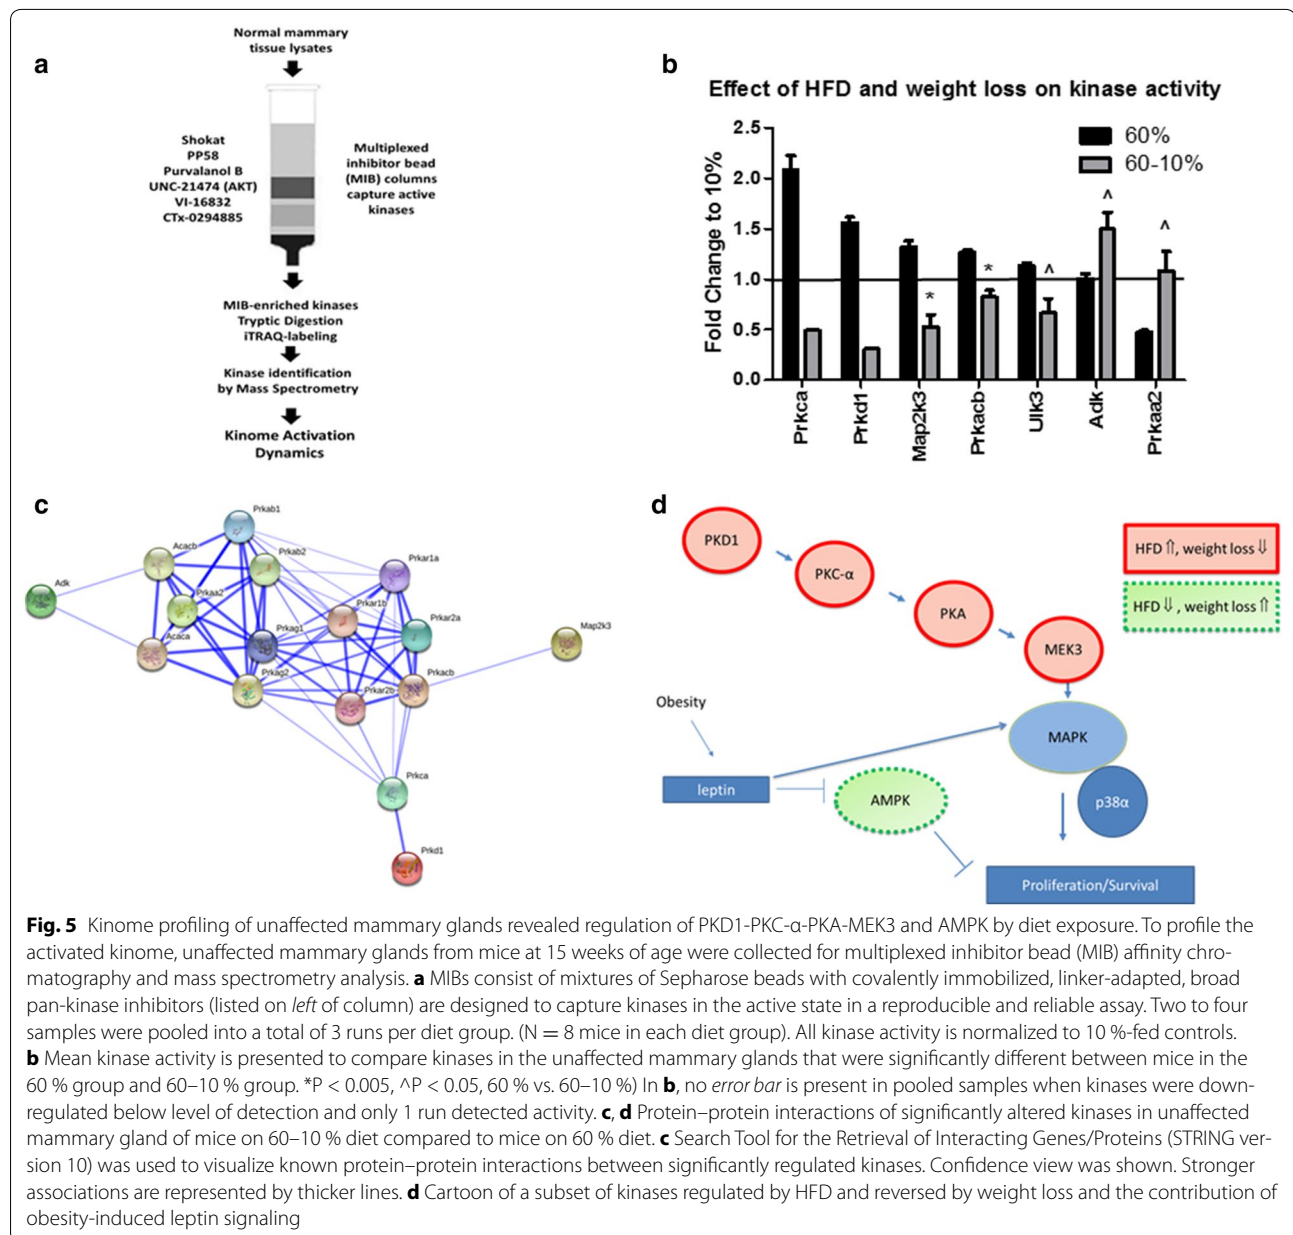 a
Normal mammary
tissue lysates
Shokat
PP58
Purvalanol B
UNC-21474 (AKT)
VI-16832
CTx-0294885
Multiplexed
inhibitor bead
(MIB) columns
capture active
kinases
MIB-enriched kinases
Tryptic Digestion
iTRAQ-labeling
Kinase identification
by Mass Spectrometry
Kinome Activation
Dynamics
b
Effect of HFD and weight loss on kinase activity
Fold Change to 10%
2.5
2.0
1.5
1.0
0.5
0.0
60%
60-10%
*
*
^
^
^
Prkca
Prkd1
Map2k3
Prkacb
Ulk3
Adk
Prkaa2
c
Prkab1
Acacb
Prkab2
Prkar1a
Adk
Prkaa2
Prkar1b
Prkar2a
Map2k3
Acaca
Prkag1
Prkag2
Prkar2b
Prkacb
Prkca
Prkd1
d
PKD1
PKC-α
PKA
MEK3
HFD ⇑, weight loss ⇓
HFD ⇓, weight loss ⇑
Obesity
leptin
AMPK
MAPK
p38α
Proliferation/Survival
Fig. 5 Kinome profiling of unaffected mammary glands revealed regulation of PKD1-PKC-α-PKA-MEK3 and AMPK by diet exposure. To profile the
activated kinome, unaffected mammary glands from mice at 15 weeks of age were collected for multiplexed inhibitor bead (MIB) affinity chro-
matography and mass spectrometry analysis. a MIBs consist of mixtures of Sepharose beads with covalently immobilized, linker-adapted, broad
pan-kinase inhibitors (listed on left of column) are designed to capture kinases in the active state in a reproducible and reliable assay. Two to four
samples were pooled into a total of 3 runs per diet group. (N = 8 mice in each diet group). All kinase activity is normalized to 10 %-fed controls.
b Mean kinase activity is presented to compare kinases in the unaffected mammary glands that were significantly different between mice in the
60 % group and 60–10 % group. *P < 0.005, ^P < 0.05, 60 % vs. 60–10 %) In b, no error bar is present in pooled samples when kinases were down-
regulated below level of detection and only 1 run detected activity. c, d Protein–protein interactions of significantly altered kinases in unaffected
mammary gland of mice on 60–10 % diet compared to mice on 60 % diet. c Search Tool for the Retrieval of Interacting Genes/Proteins (STRING ver-
sion 10) was used to visualize known protein–protein interactions between significantly regulated kinases. Confidence view was shown. Stronger
associations are represented by thicker lines. d Cartoon of a subset of kinases regulated by HFD and reversed by weight loss and the contribution of
obesity-induced leptin signaling